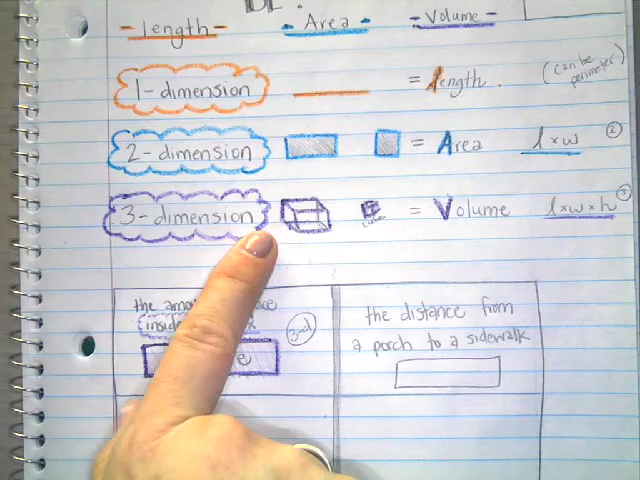 - length - - Area - - Volume -
1-dimension = length. (can be perimeter)
2-dimension = Area l x w 2
3-dimension = Volume l x w x h 3
the distance from
a porch to a sidewalk
inside
3rd